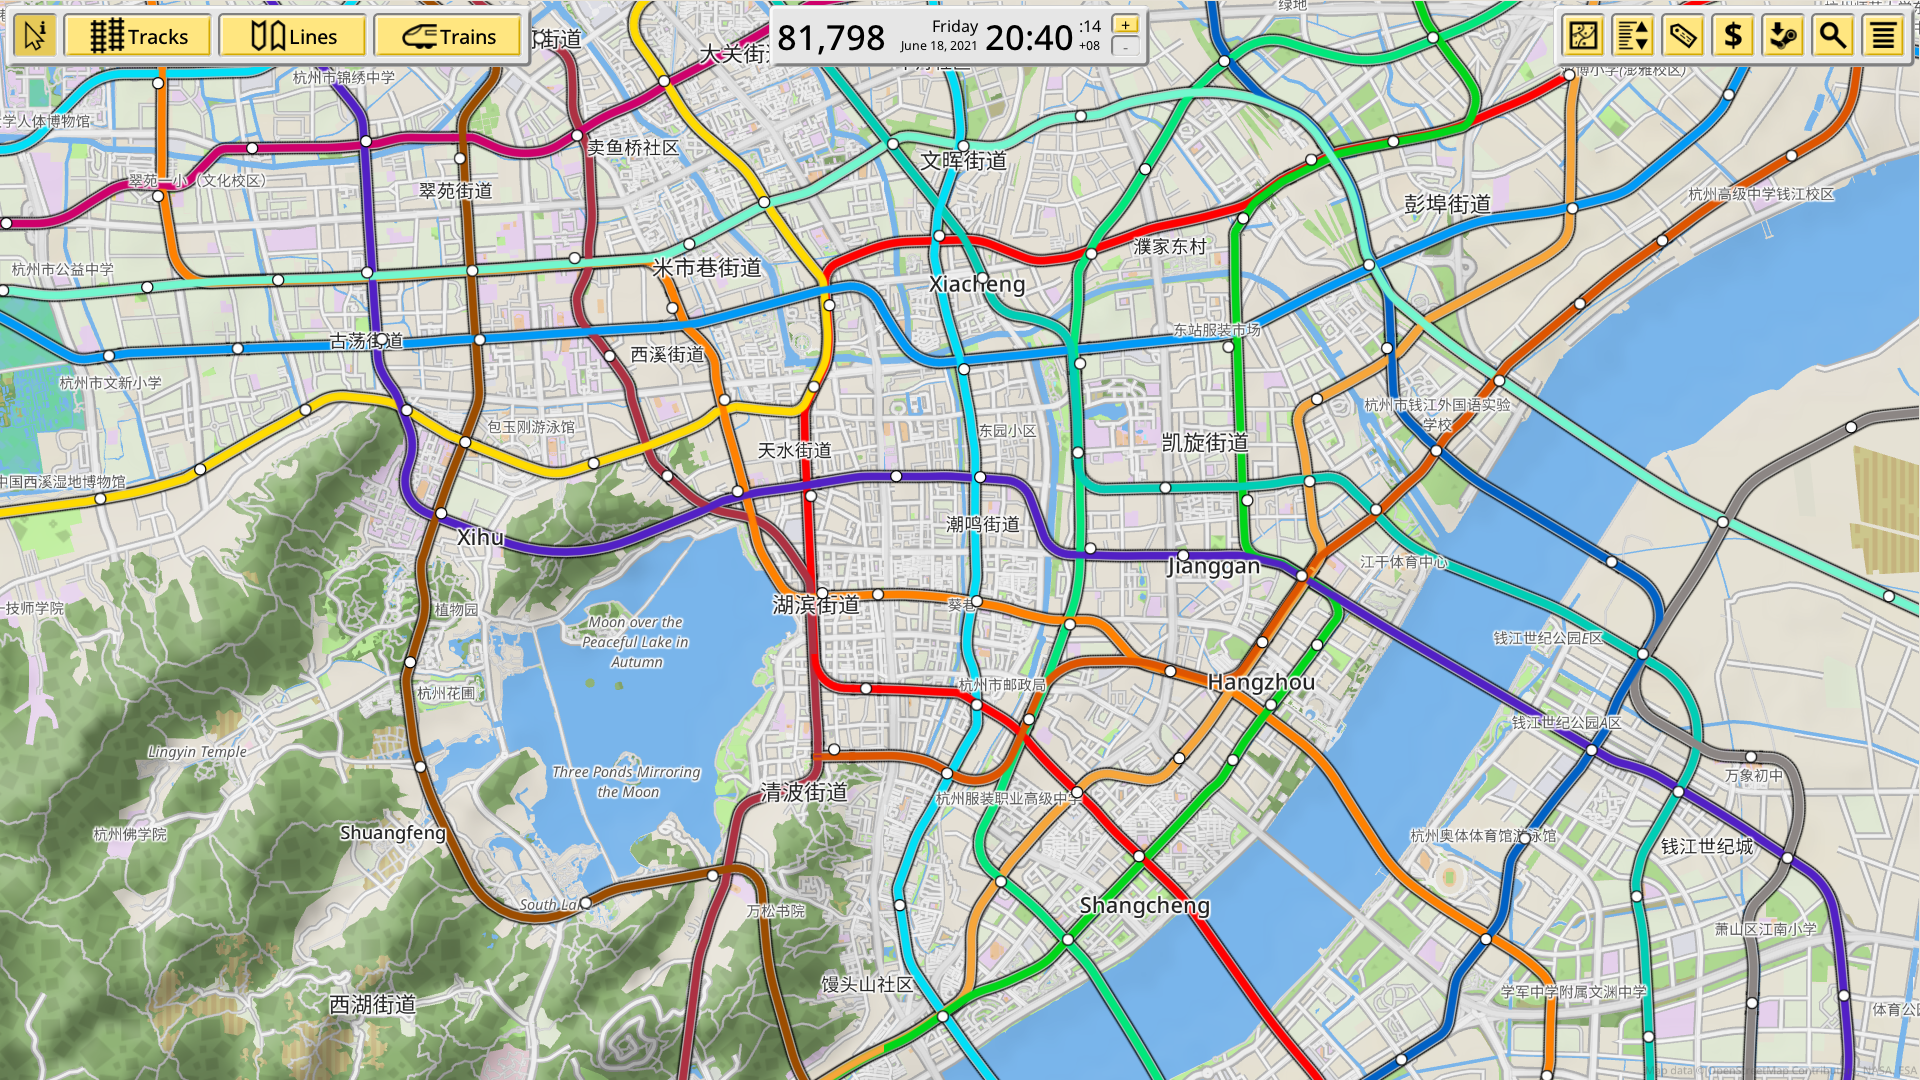 Tracks
Lines
Trains
81,798
Friday
June 18, 2021
20:40
:14
+08
+
-
$
绿地
杭州市锦绣中学
学人体博物馆
卖鱼桥社区
文晖街道
翠苑一小（文化校区）
翠苑街道
彭埠街道
杭州高级中学钱江校区
濮家东村
杭州市公益中学
米市巷街道
Xiacheng
古荡街道
西溪街道
东站服装市场
杭州市文新小学
杭州市钱江外国语实验
学校
包玉刚游泳馆
东园小区
凯旋街道
天水街道
中国西溪湿地博物馆
潮鸣街道
Xihu
Jianggan
江干体育中心
技师学院
植物园
湖滨街道
葵巷
Moon over the
Peaceful Lake in
Autumn
钱江世纪公园E区
杭州花圃
杭州市邮政局
Hangzhou
钱江世纪公园A区
Lingyin Temple
Three Ponds Mirroring
the Moon
清波街道
杭州服装职业高级中学
万象初中
杭州佛学院
Shuangfeng
杭州奥体体育馆游泳馆
钱江世纪城
South Lak
万松书院
Shangcheng
萧山区江南小学
馒头山社区
学军中学附属文渊中学
西湖街道
体育公